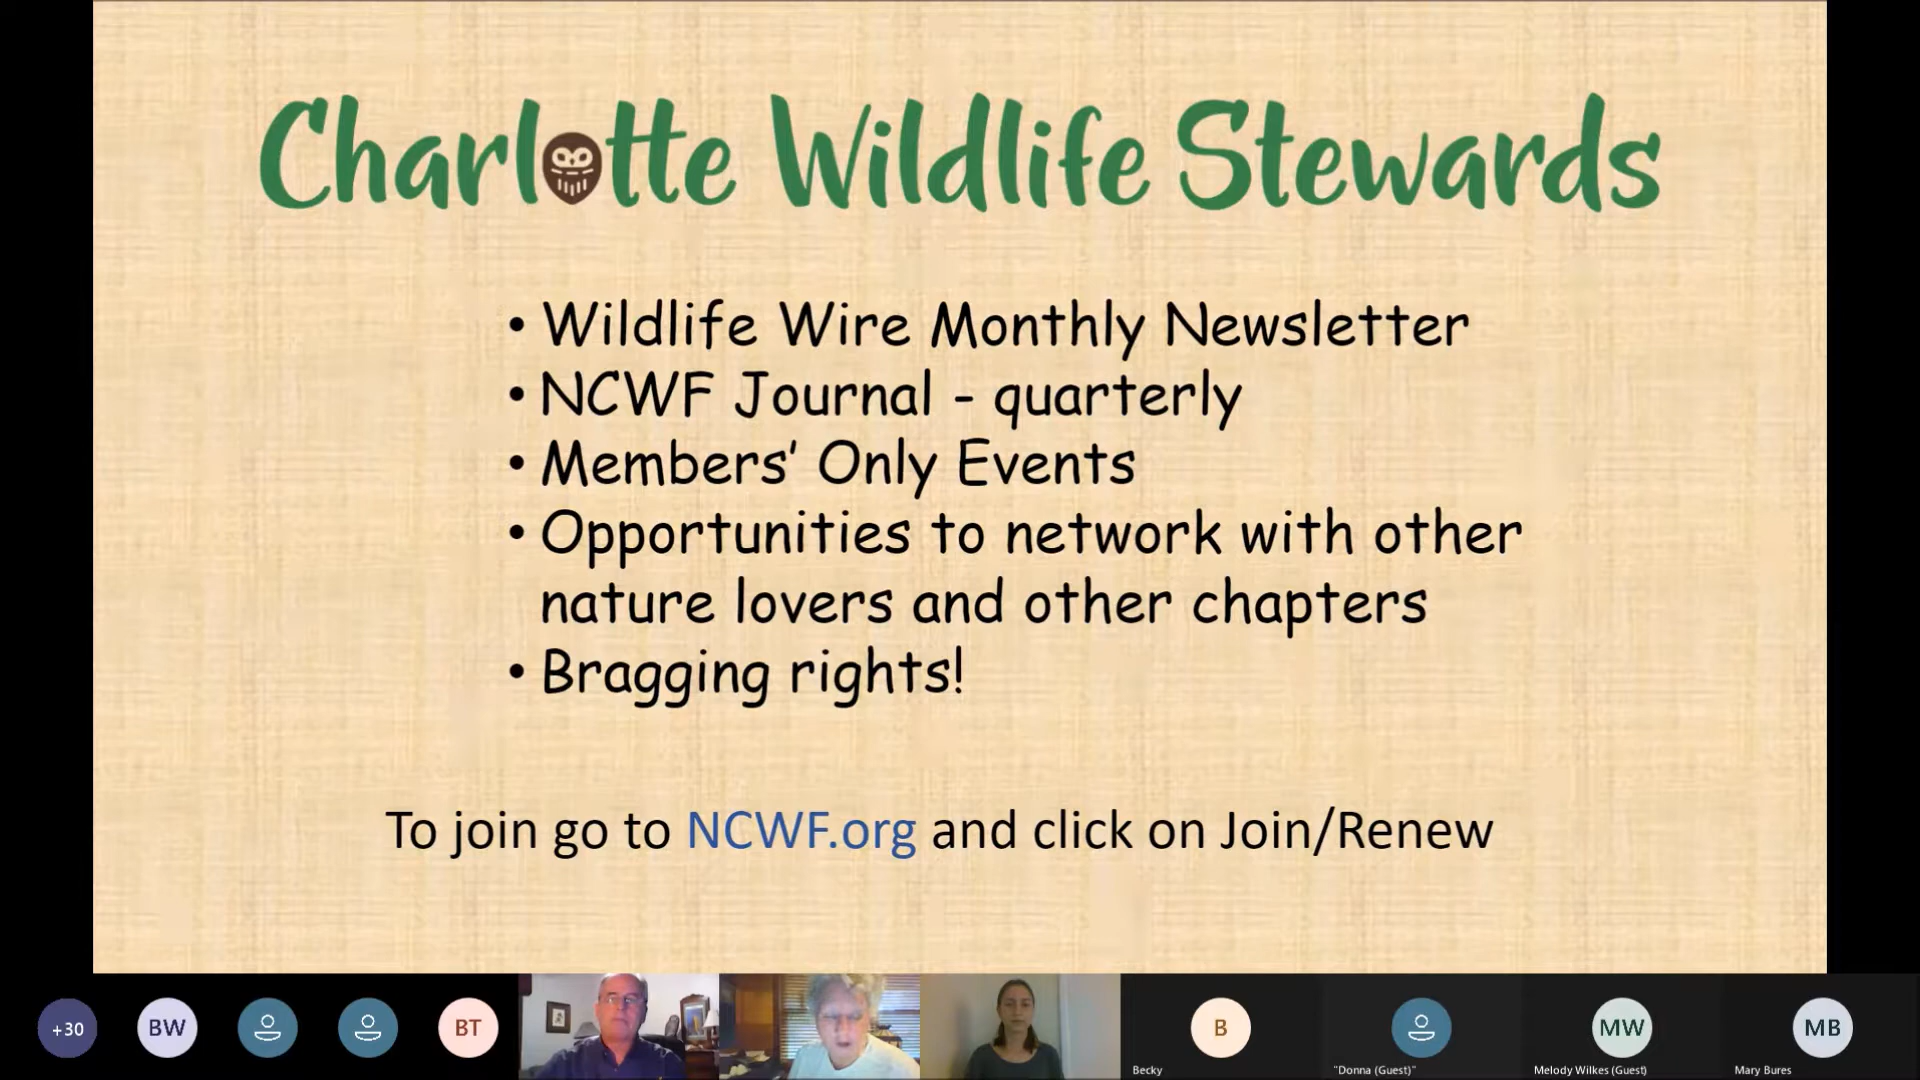 Charlotte Wildlife Stewards
• Wildlife Wire Monthly Newsletter
• NCWF Journal - quarterly
• Members' Only Events
• Opportunities to network with other
nature lovers and other chapters
• Bragging rights!
To join go to NCWF.org and click on Join/Renew
+30
BW
BT
B
MW
MB
Becky
"Donna (Guest)"
Melody Wilkes (Guest)
Mary Bures